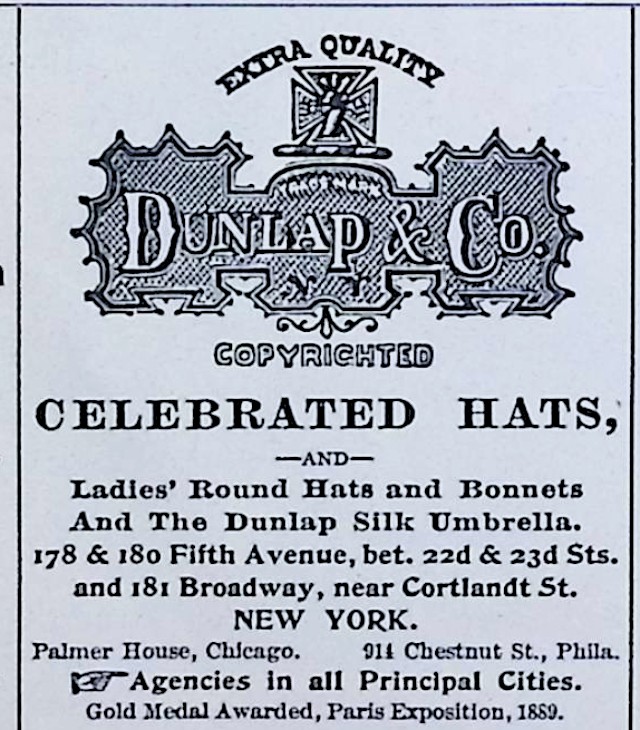 EXTRA QUALITY
TRADE MARK
DUNLAP & Co.
N Y
COPYRIGHTED
CELEBRATED HATS,
—AND—
Ladies' Round Hats and Bonnets
And The Dunlap Silk Umbrella.
178 & 180 Fifth Avenue, bet. 22d & 23d Sts.
and 181 Broadway, near Cortlandt St.
NEW YORK.
Palmer House, Chicago. 914 Chestnut St., Phila.
☞Agencies in all Principal Cities.
Gold Medal Awarded, Paris Exposition, 1889.